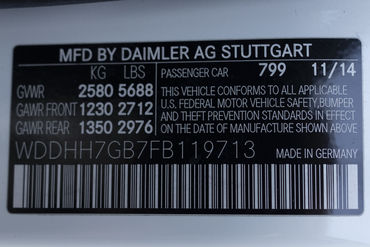 MFD BY DAIMLER AG STUTTGART
KG LBS
GVWR 2580 5688
GAWR FRONT 1230 2712
GAWR REAR 1350 2976
PASSENGER CAR 799 11/14
THIS VEHICLE CONFORMS TO ALL APPLICABLE
U.S. FEDERAL MOTOR VEHICLE SAFETY,BUMPER
AND THEFT PREVENTION STANDARDS IN EFFECT
ON THE DATE OF MANUFACTURE SHOWN ABOVE.
WDDHH7GB7FB119713
MADE IN GERMANY